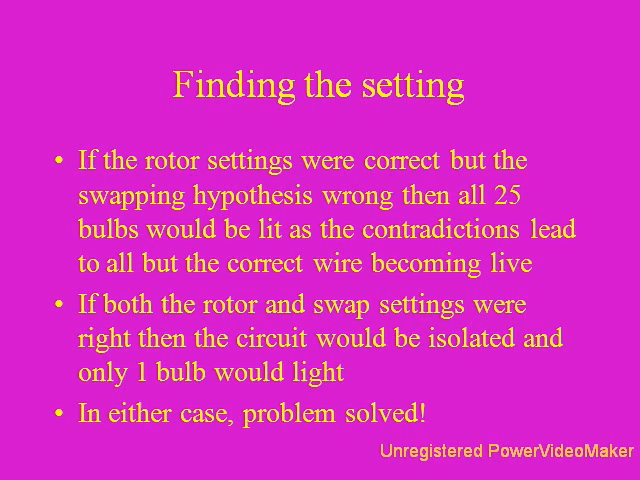 Finding the setting
• If the rotor settings were correct but the
swapping hypothesis wrong then all 25
bulbs would be lit as the contradictions lead
to all but the correct wire becoming live
• If both the rotor and swap settings were
right then the circuit would be isolated and
only 1 bulb would light
• In either case, problem solved!
Unregistered PowerVideoMaker